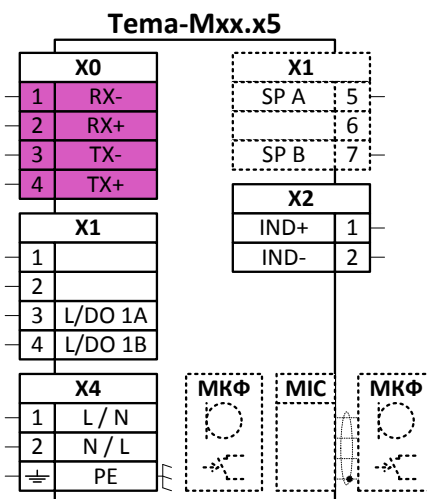 Tema-Mxx.x5
X0
1 RX-
2 RX+
3 TX-
4 TX+
X1
1
2
3 L/DO 1A
4 L/DO 1B
X4
1 L / N
2 N / L
PE
X1
SP A 5
6
SP B 7
X2
IND+ 1
IND- 2
МКФ
MIC
МКФ